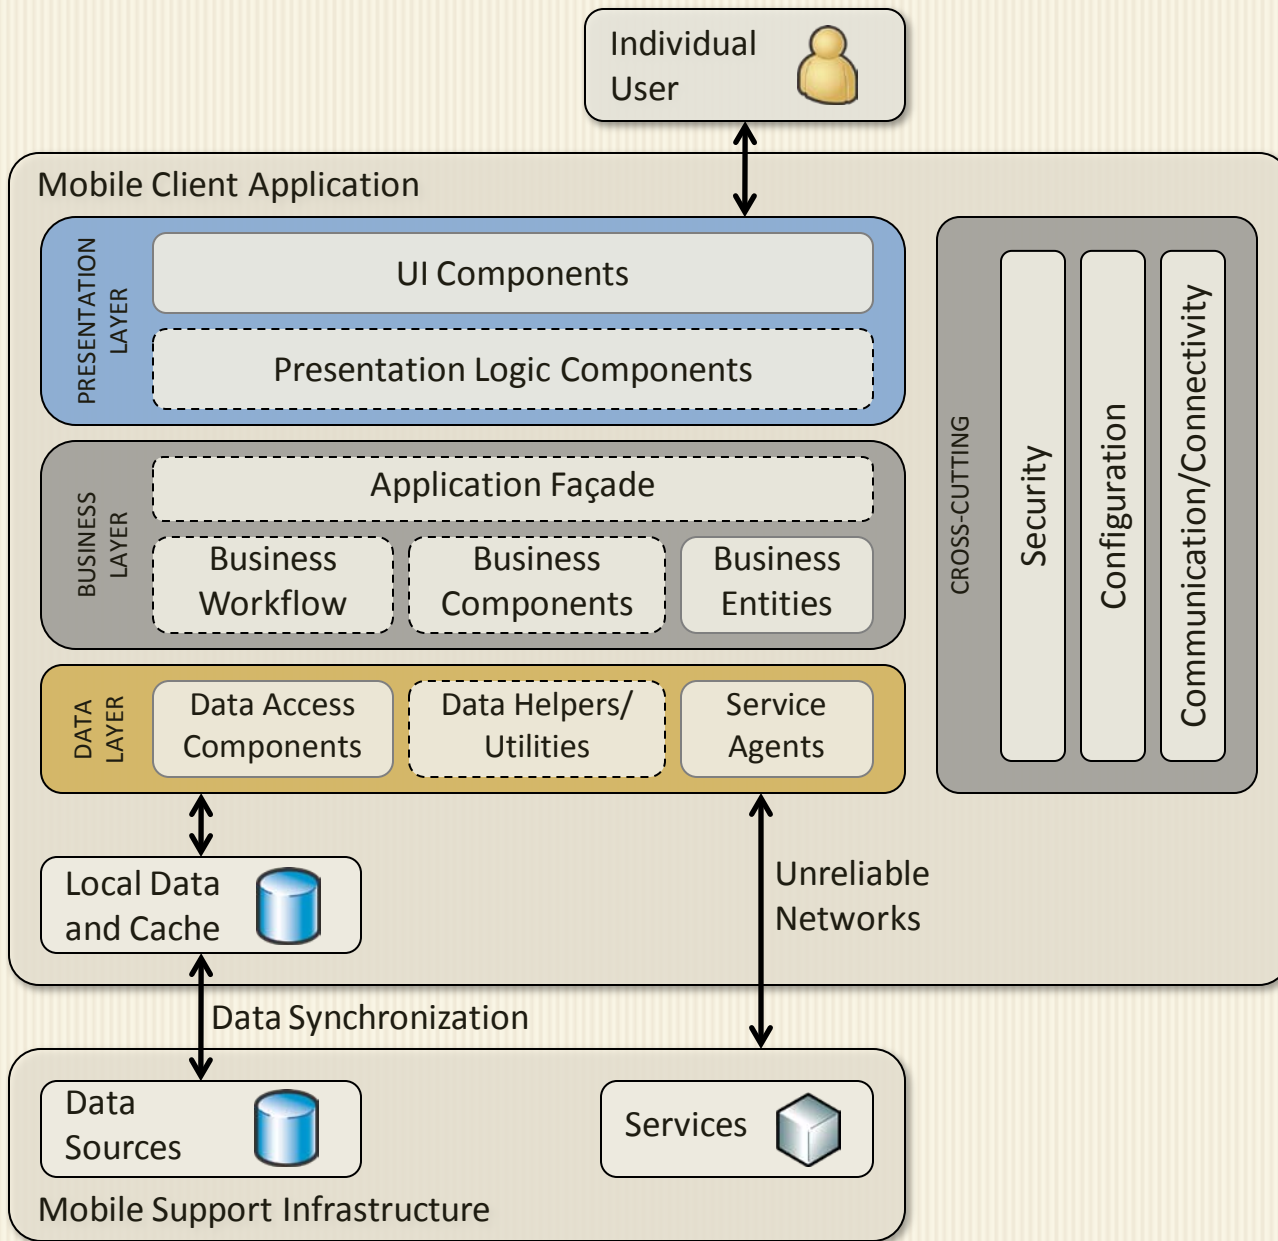 Individual
User
Mobile Client Application
PRESENTATION
LAYER
UI Components
Presentation Logic Components
BUSINESS
LAYER
Application Façade
Business
Workflow
Business
Components
Business
Entities
DATA
LAYER
Data Access
Components
Data Helpers/
Utilities
Service
Agents
CROSS-CUTTING
Security
Configuration
Communication/Connectivity
Local Data
and Cache
Unreliable
Networks
Data Synchronization
Data
Sources
Services
Mobile Support Infrastructure